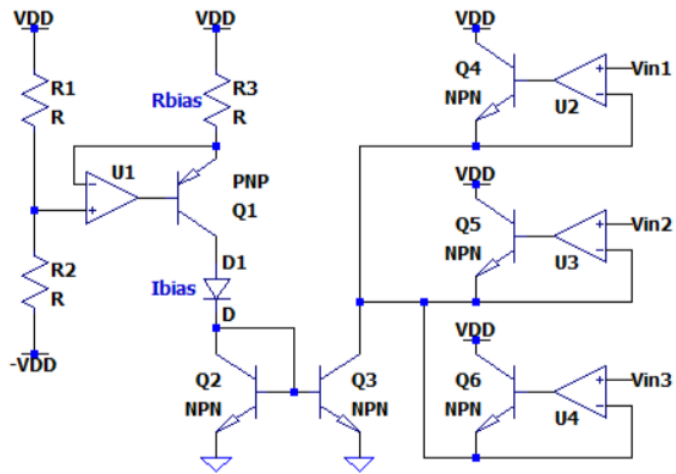 VDD
VDD
VDD
R1
R
Rbias
R3
R
Q4
NPN
U2
Vin1
U1
PNP
Q1
VDD
Q5
NPN
U3
Vin2
R2
R
D1
Ibias
D
-VDD
VDD
Q2
NPN
Q3
NPN
Q6
NPN
U4
Vin3